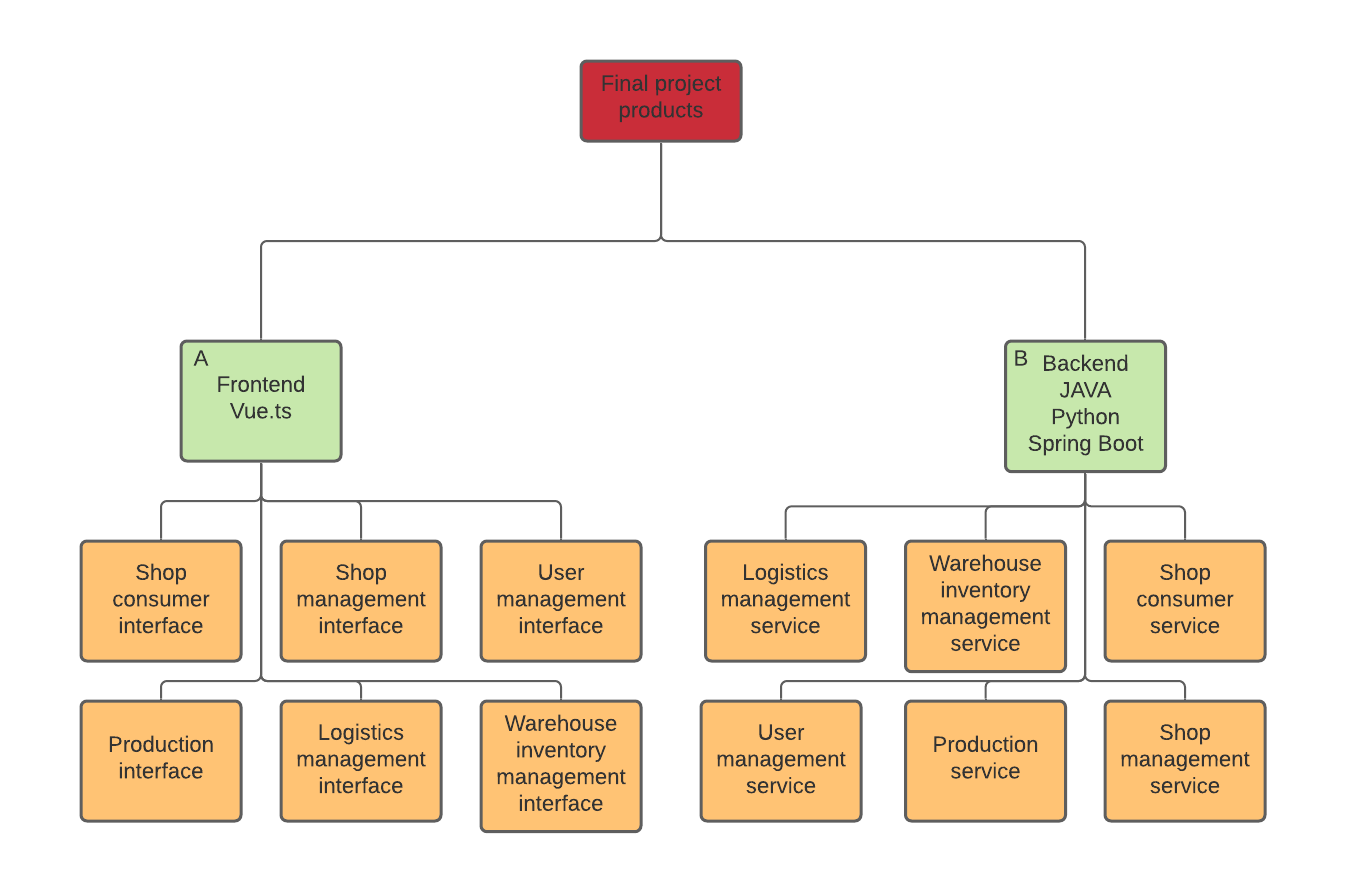 Final project
products
A
Frontend
Vue.ts
B
Backend
JAVA
Python
Spring Boot
Shop
consumer
interface
Shop
management
interface
User
management
interface
Logistics
management
service
Warehouse
inventory
management
service
Shop
consumer
service
Production
interface
Logistics
management
interface
Warehouse
inventory
management
interface
User
management
service
Production
service
Shop
management
service